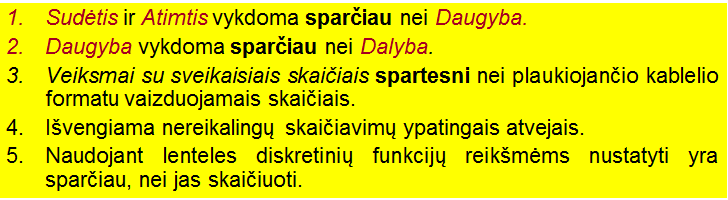 1. Sudėtis ir Atimtis vykdoma sparčiau nei Daugyba.
2. Daugyba vykdoma sparčiau nei Dalyba.
3. Veiksmai su sveikaisiais skaičiais spartesni nei plaukiojančio kablelio
formatu vaizduojamais skaičiais.
4. Išvengiama nereikalingų skaičiavimų ypatingais atvejais.
5. Naudojant lenteles diskretinių funkcijų reikšmėms nustatyti yra
sparčiau, nei jas skaičiuoti.